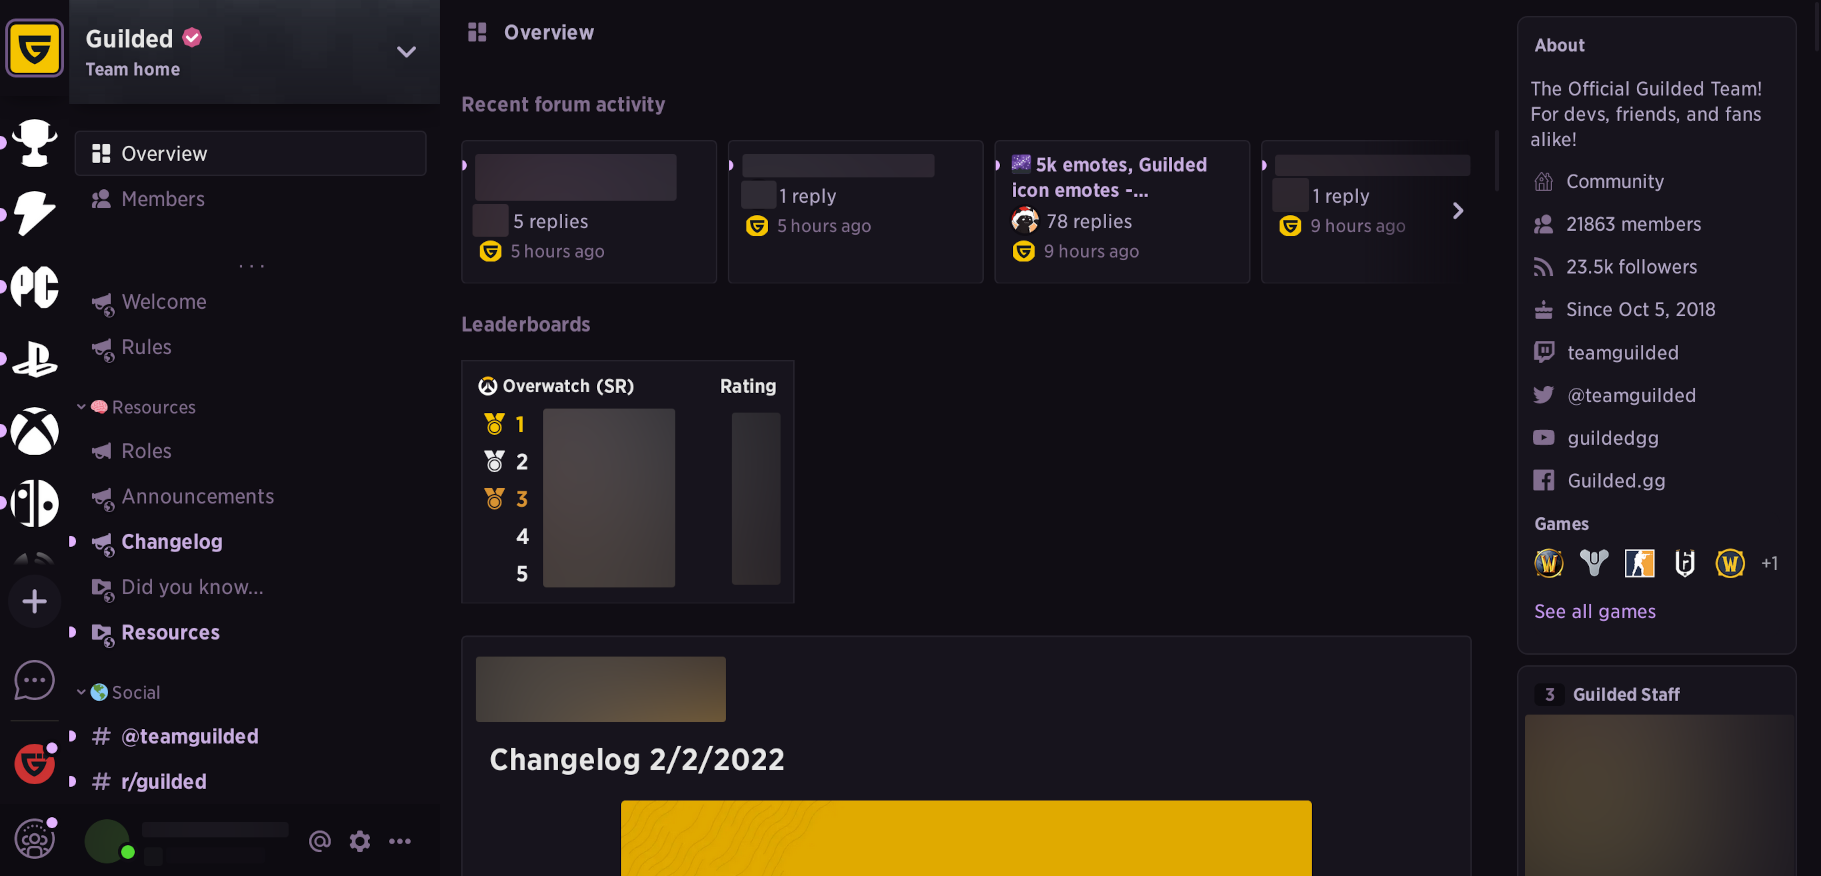 Guilded
Team home
Overview
Members
...
Welcome
Rules
Resources
Roles
Announcements
Changelog
Did you know...
Resources
Social
# @teamguilded
# r/guilded
Overview
Recent forum activity
5 replies
5 hours ago
1 reply
5 hours ago
5k emotes, Guilded
icon emotes -...
78 replies
9 hours ago
1 reply
9 hours ago
Leaderboards
Overwatch (SR) Rating
1
2
3
4
5
Changelog 2/2/2022
About
The Official Guilded Team!
For devs, friends, and fans
alike!
Community
21863 members
23.5k followers
Since Oct 5, 2018
teamguilded
@teamguilded
guildedgg
Guilded.gg
Games
+1
See all games
3 Guilded Staff